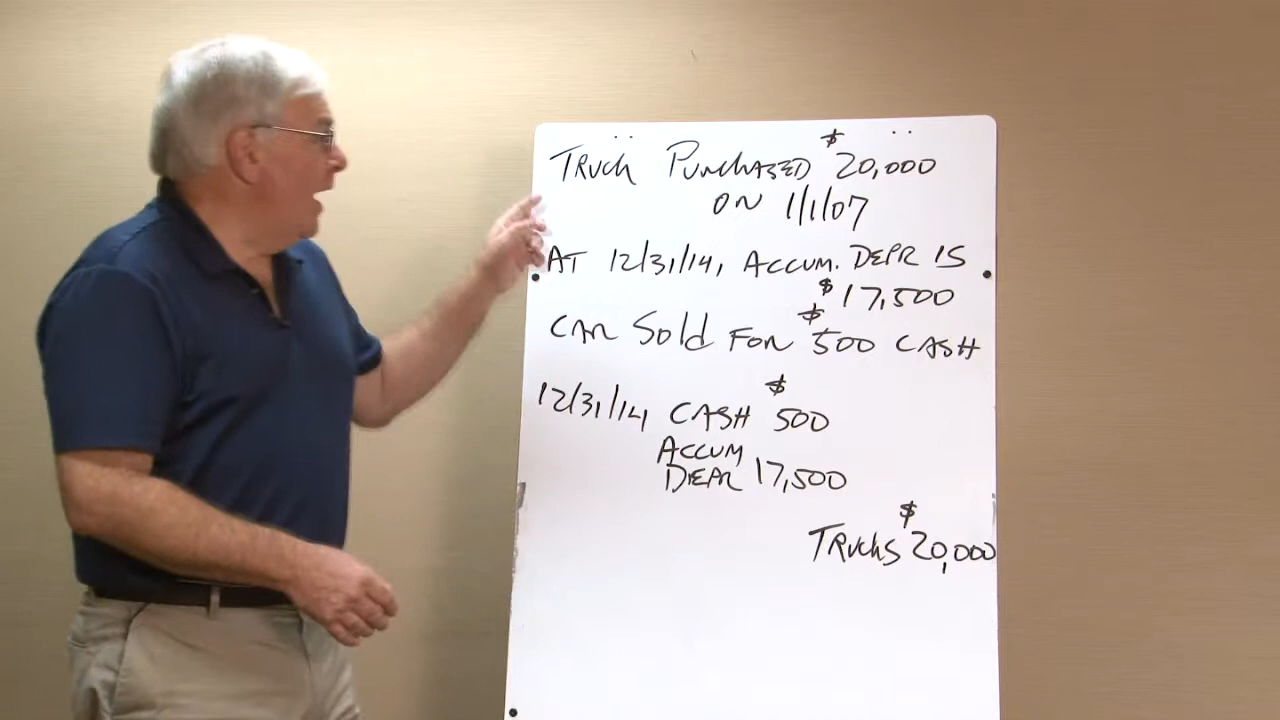 TRUCK PURCHASED $ 20,000
ON 1/1/07
AT 12/31/14, ACCUM. DEPR IS
$ 17,500
CAR Sold FOR $ 500 CASH
12/31/14 CASH $ 500
ACCUM
DEPR 17,500
TRUCKS $ 20,000